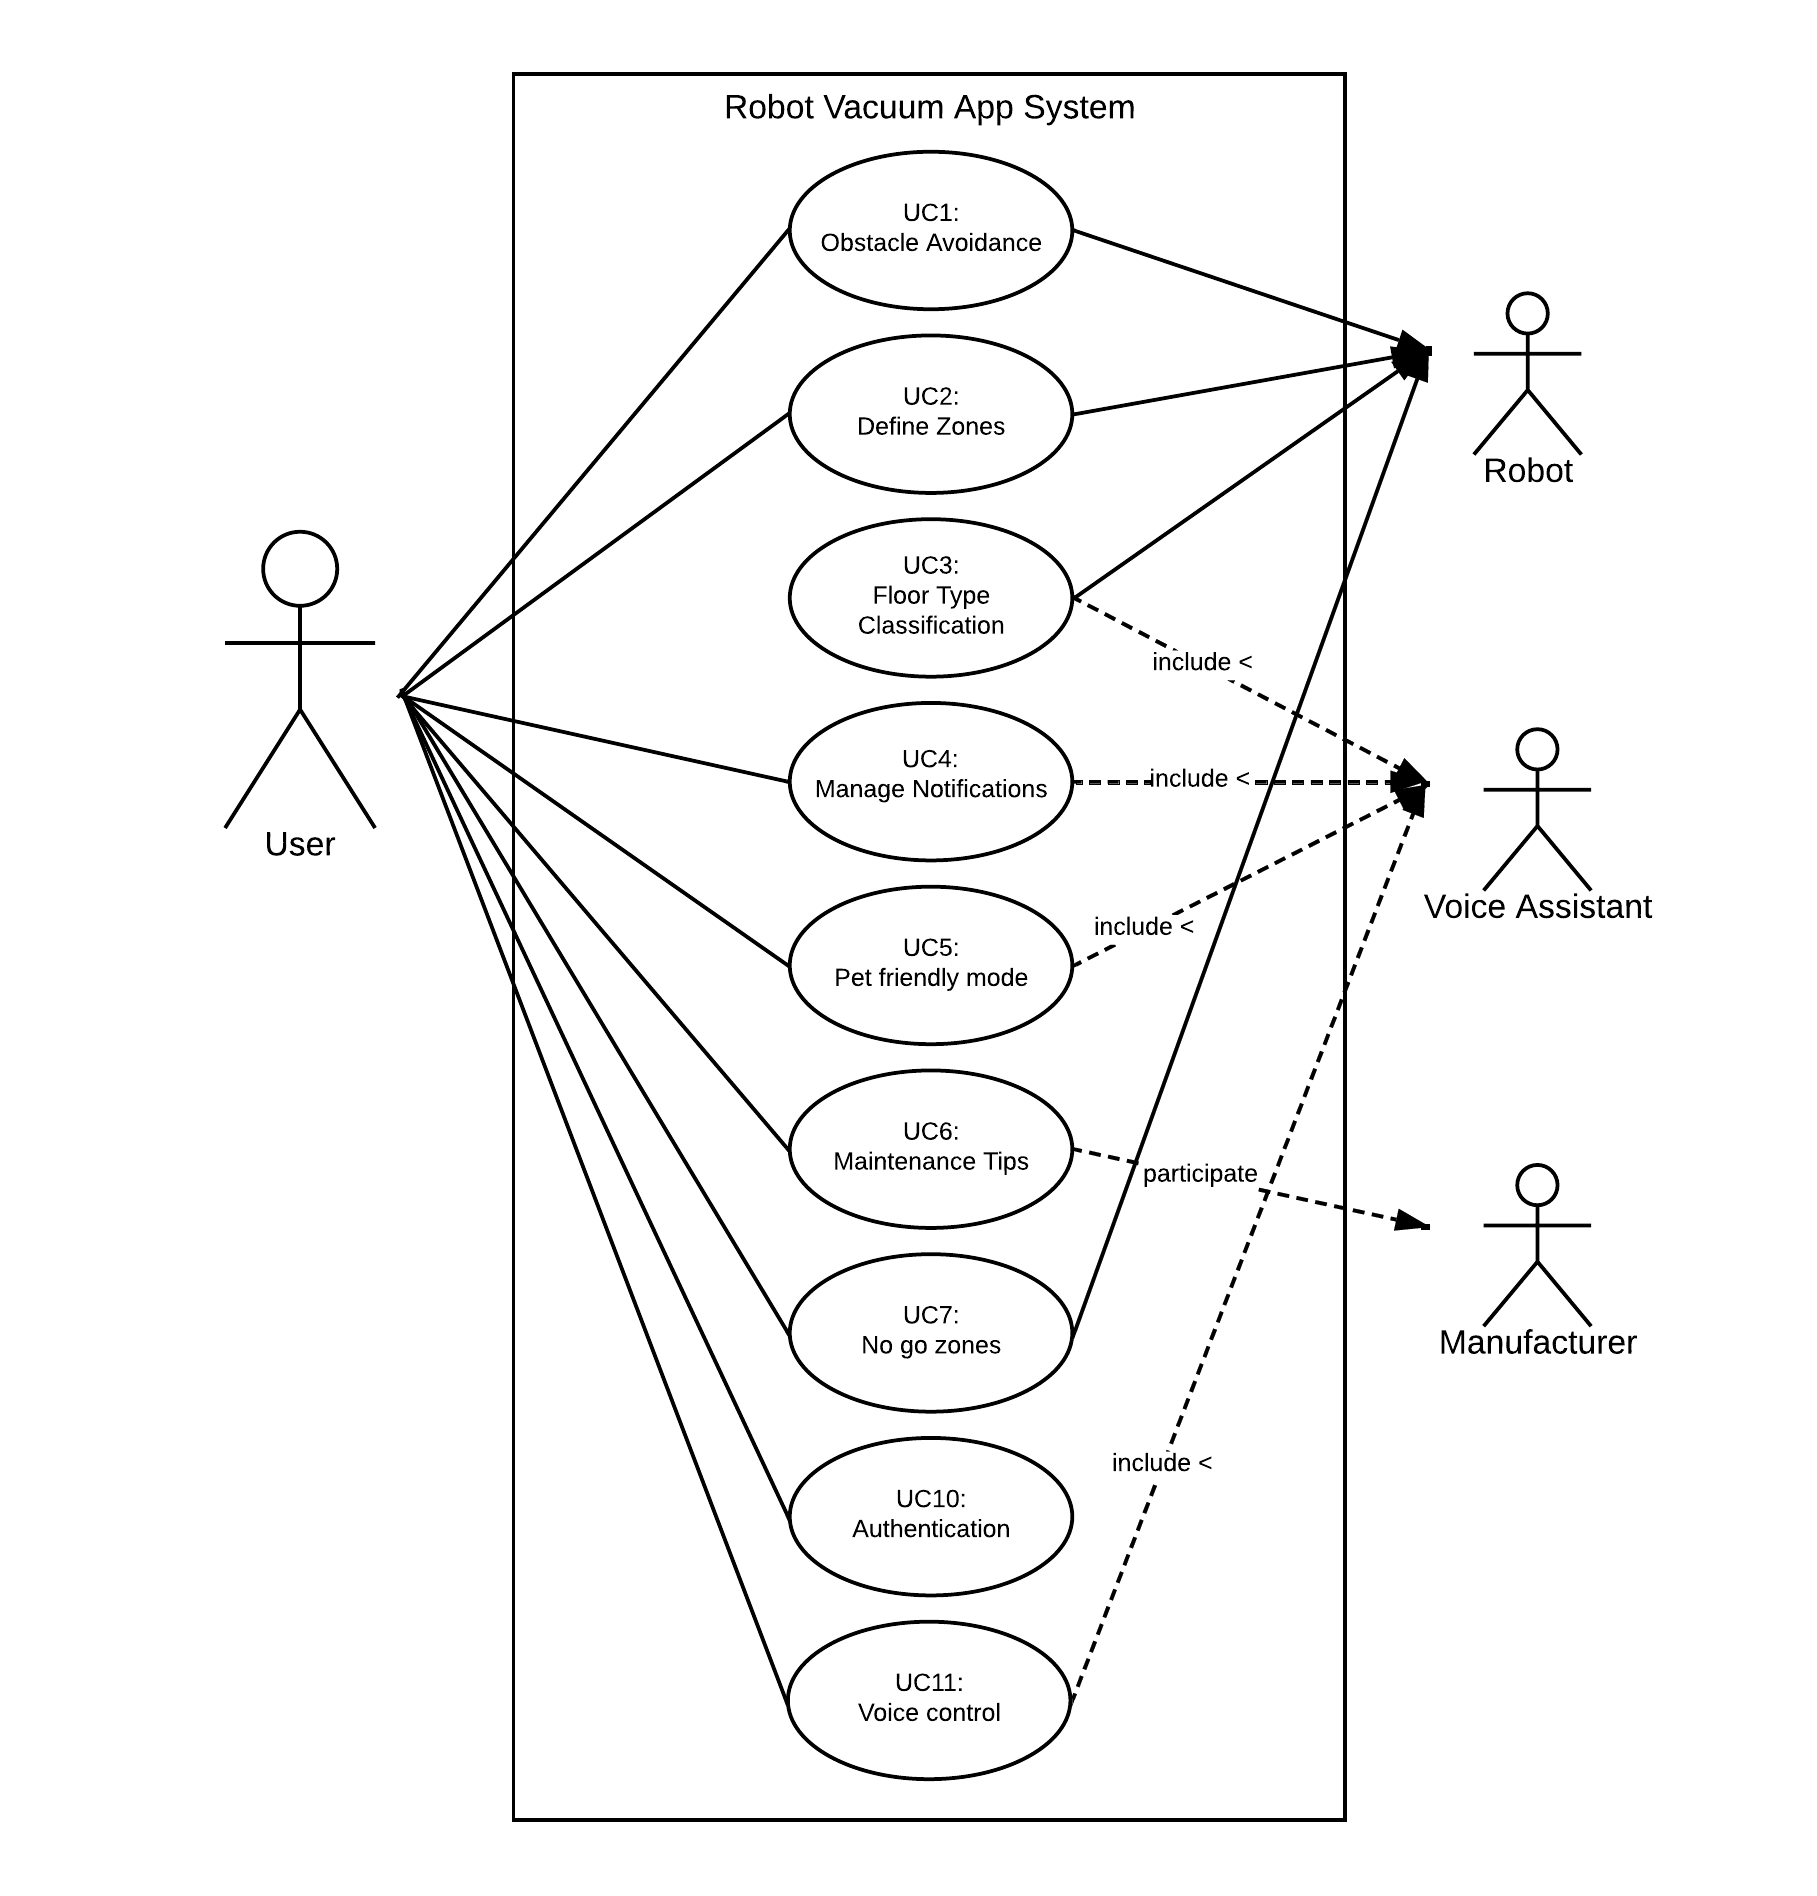 Robot Vacuum App System
UC1:
Obstacle Avoidance
UC2:
Define Zones
Robot
UC3:
Floor Type
Classification
include <
UC4:
Manage Notifications
include <
User
Voice Assistant
include <
UC5:
Pet friendly mode
UC6:
Maintenance Tips
participate
UC7:
No go zones
Manufacturer
include <
UC10:
Authentication
UC11:
Voice control